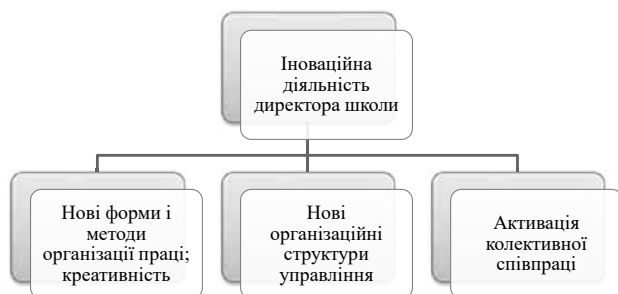 Іноваційна
діяльність
директора школи
Нові форми і
методи
організації праці;
креативність
Нові
організаційні
структури
управління
Активація
колективної
співпраці